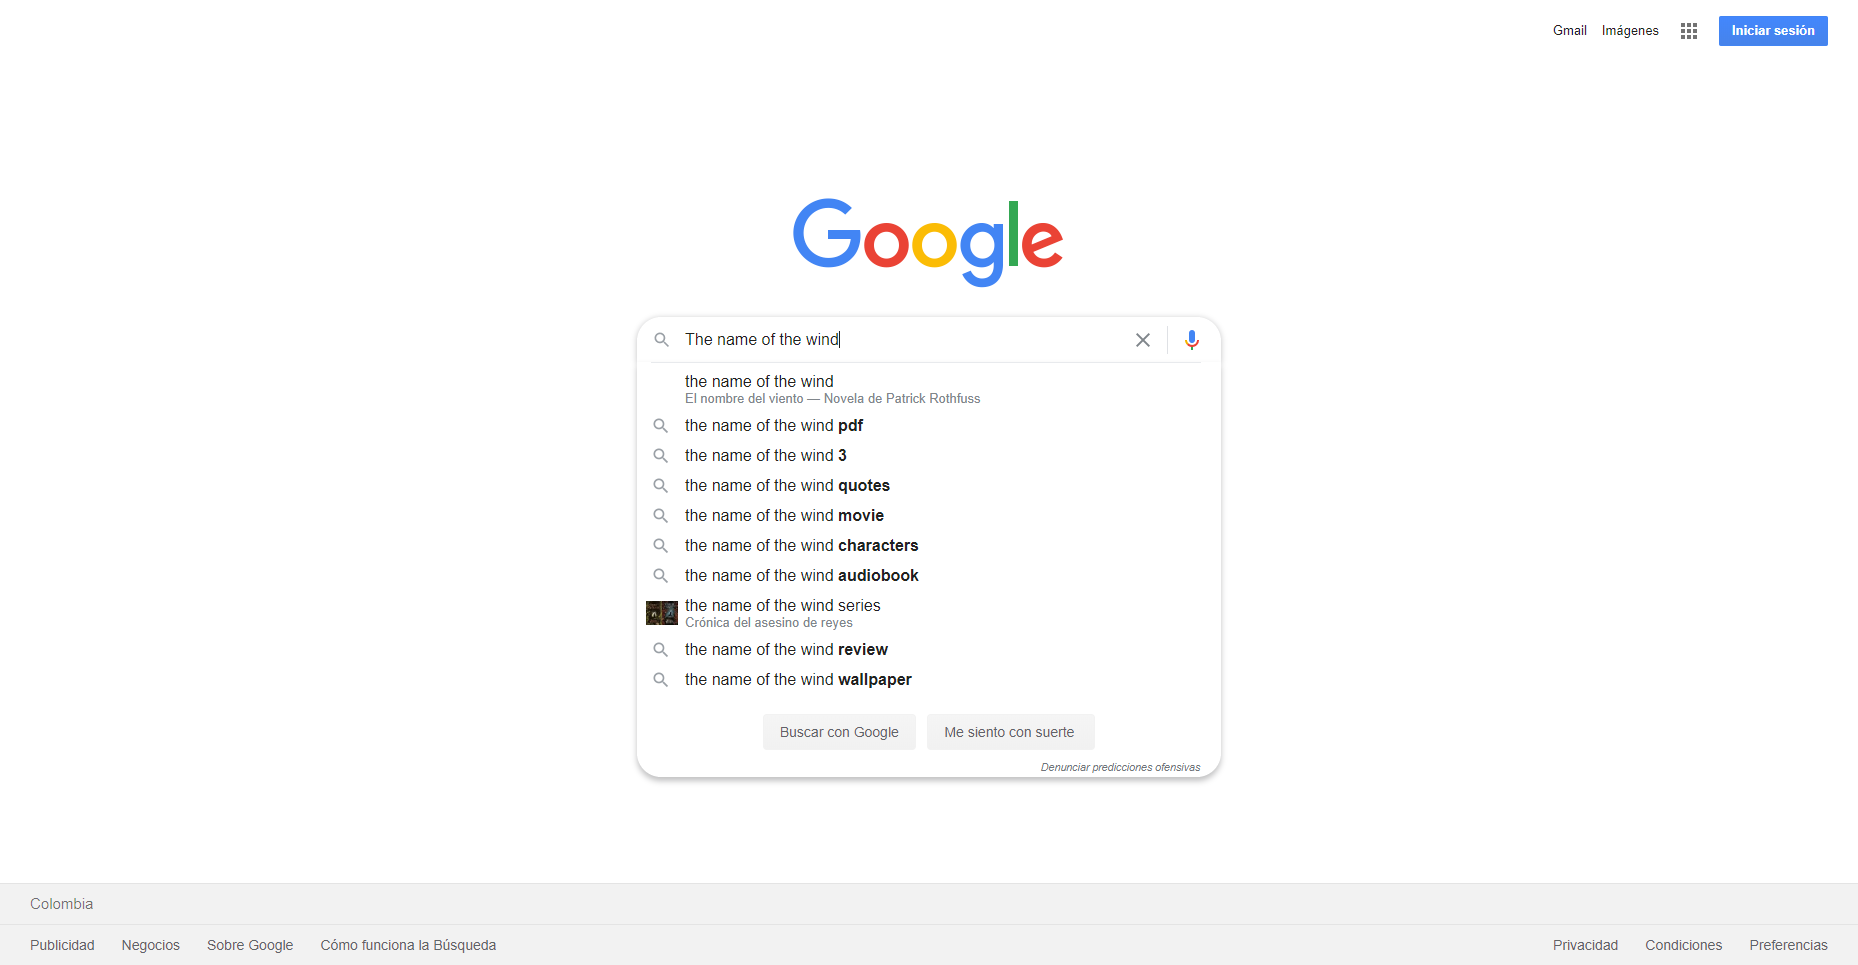 Gmail Imágenes Iniciar sesión
Google
The name of the wind
the name of the wind
El nombre del viento — Novela de Patrick Rothfuss
the name of the wind pdf
the name of the wind 3
the name of the wind quotes
the name of the wind movie
the name of the wind characters
the name of the wind audiobook
the name of the wind series
Crónica del asesino de reyes
the name of the wind review
the name of the wind wallpaper
Buscar con Google Me siento con suerte
Denunciar predicciones ofensivas
Colombia
Publicidad Negocios Sobre Google Cómo funciona la Búsqueda Privacidad Condiciones Preferencias